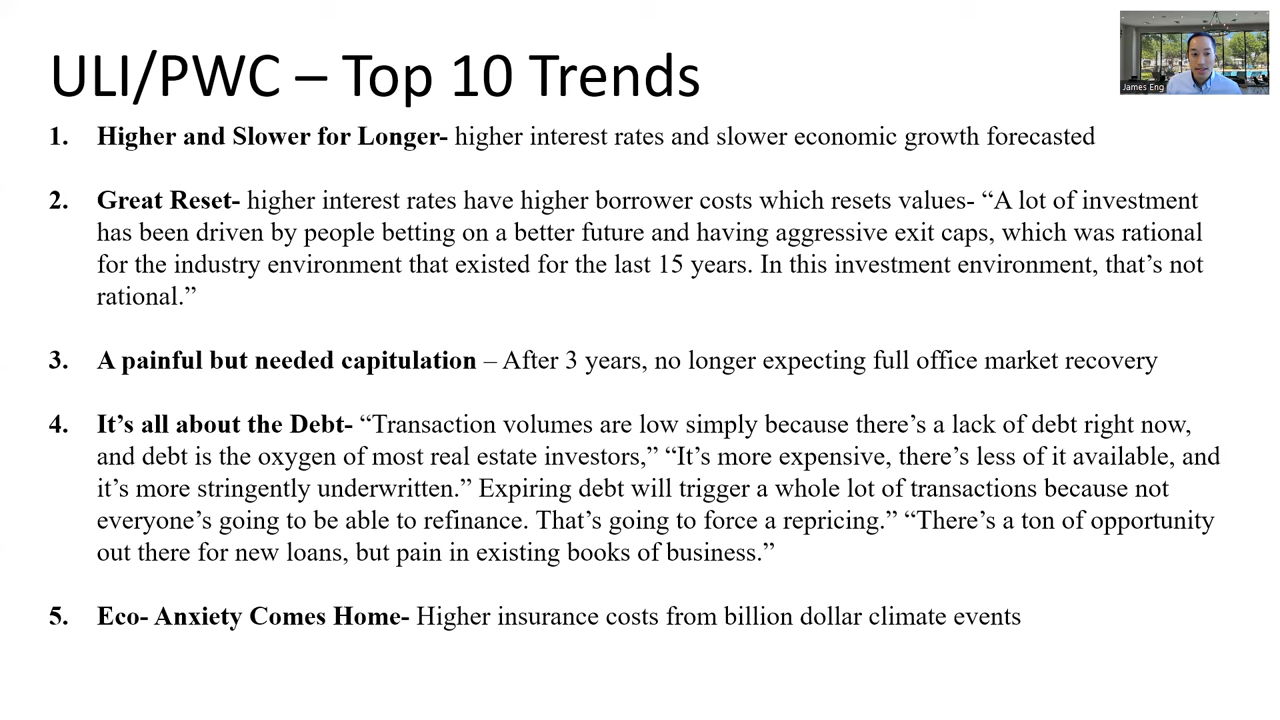 ULI/PWC – Top 10 Trends
James Eng
1. Higher and Slower for Longer- higher interest rates and slower economic growth forecasted
2. Great Reset- higher interest rates have higher borrower costs which resets values- “A lot of investment
has been driven by people betting on a better future and having aggressive exit caps, which was rational
for the industry environment that existed for the last 15 years. In this investment environment, that’s not
rational.”
3. A painful but needed capitulation – After 3 years, no longer expecting full office market recovery
4. It’s all about the Debt- “Transaction volumes are low simply because there’s a lack of debt right now,
and debt is the oxygen of most real estate investors,” “It’s more expensive, there’s less of it available, and
it’s more stringently underwritten.” Expiring debt will trigger a whole lot of transactions because not
everyone’s going to be able to refinance. That’s going to force a repricing.” “There’s a ton of opportunity
out there for new loans, but pain in existing books of business.”
5. Eco- Anxiety Comes Home- Higher insurance costs from billion dollar climate events